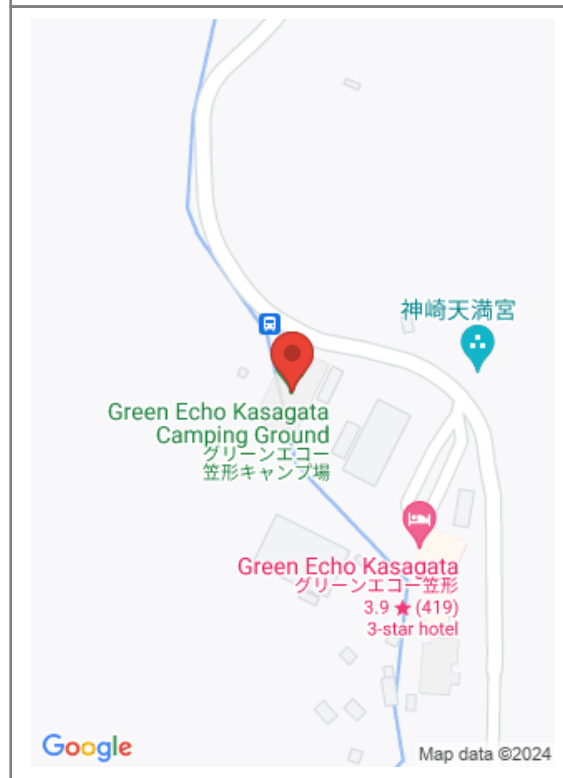 神崎天満宮
Green Echo Kasagata
Camping Ground
グリーンエコー
笠形キャンプ場
Green Echo Kasagata
グリーンエコー笠形
3.9 ★ (419)
3-star hotel
Google
Map data ©2024